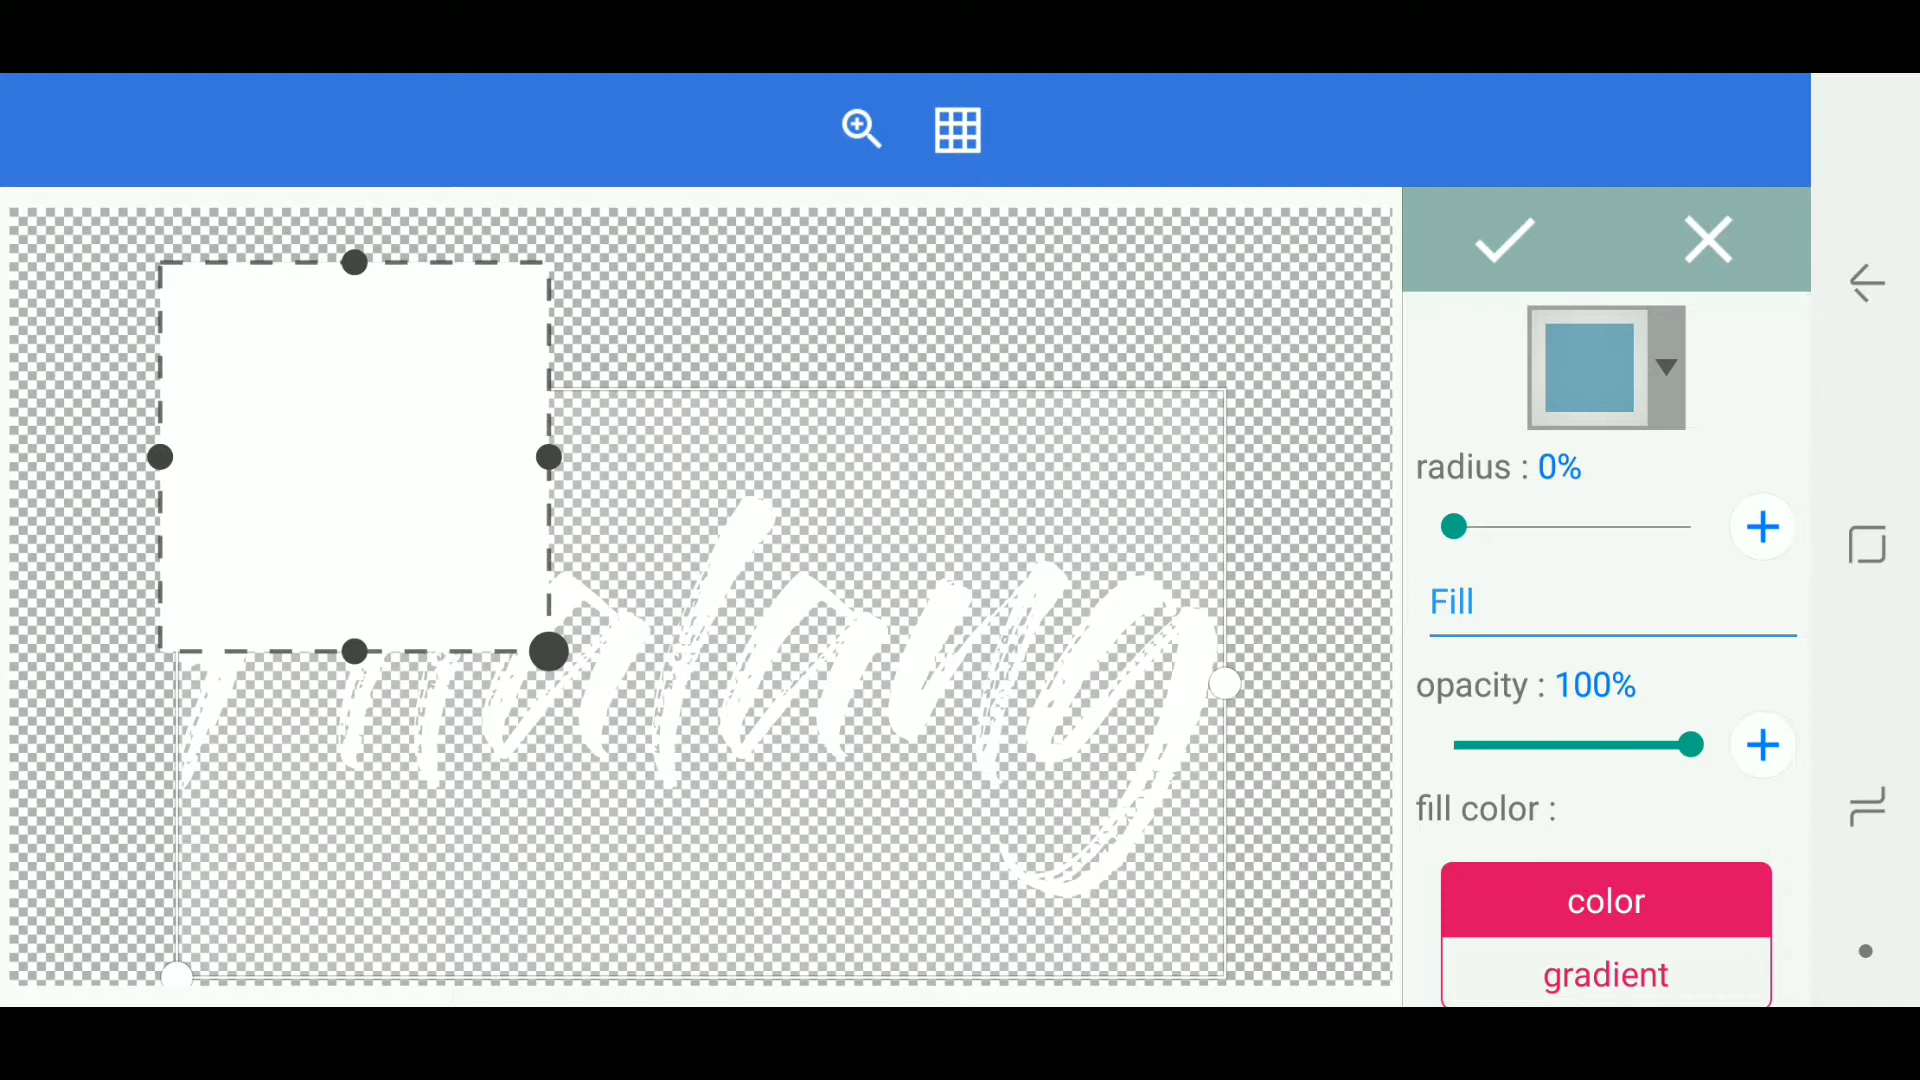 radius : 0%
Fill
opacity : 100%
fill color :
color
gradient